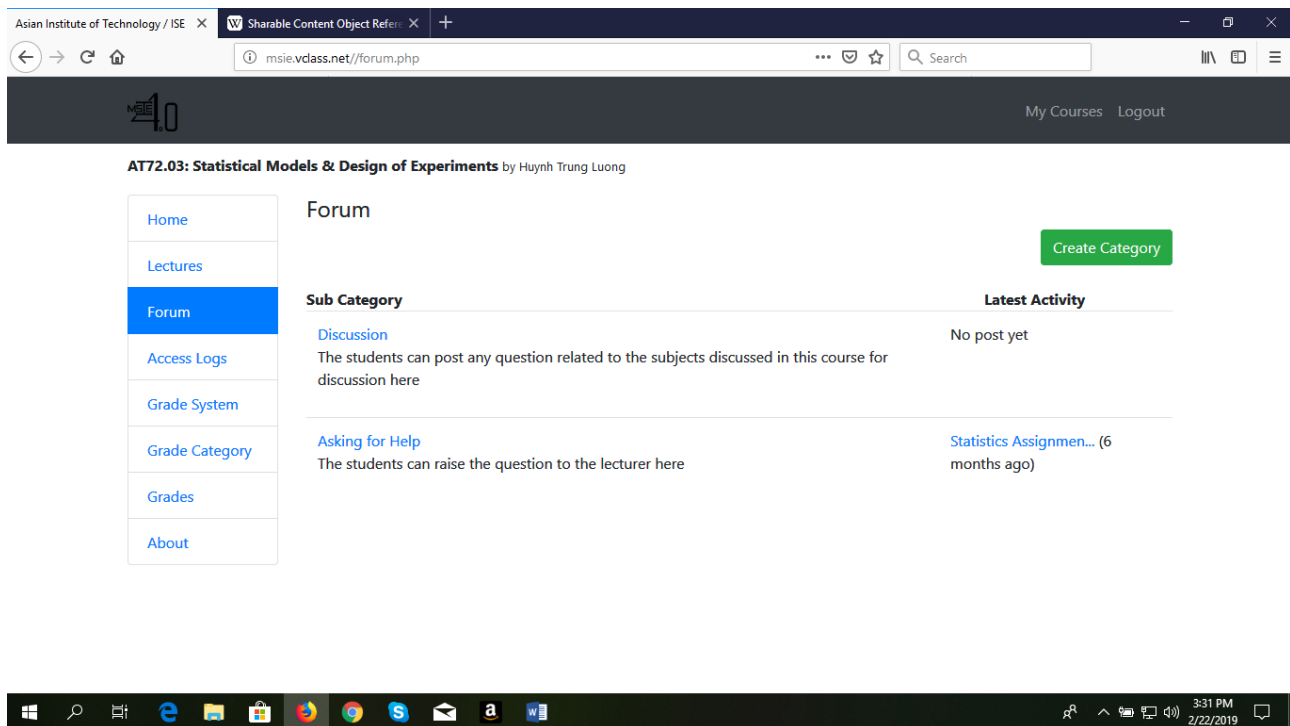 Asian Institute of Technology / ISE
Sharable Content Object Refere
msie.vclass.net//forum.php
Search
MSIE 4.0
My Courses Logout
AT72.03: Statistical Models & Design of Experiments by Huynh Trung Luong
Home
Lectures
Forum
Access Logs
Grade System
Grade Category
Grades
About
Forum
Create Category
Sub Category Latest Activity
Discussion No post yet
The students can post any question related to the subjects discussed in this course for
discussion here
Asking for Help Statistics Assignmen... (6
The students can raise the question to the lecturer here months ago)
3:31 PM
2/22/2019